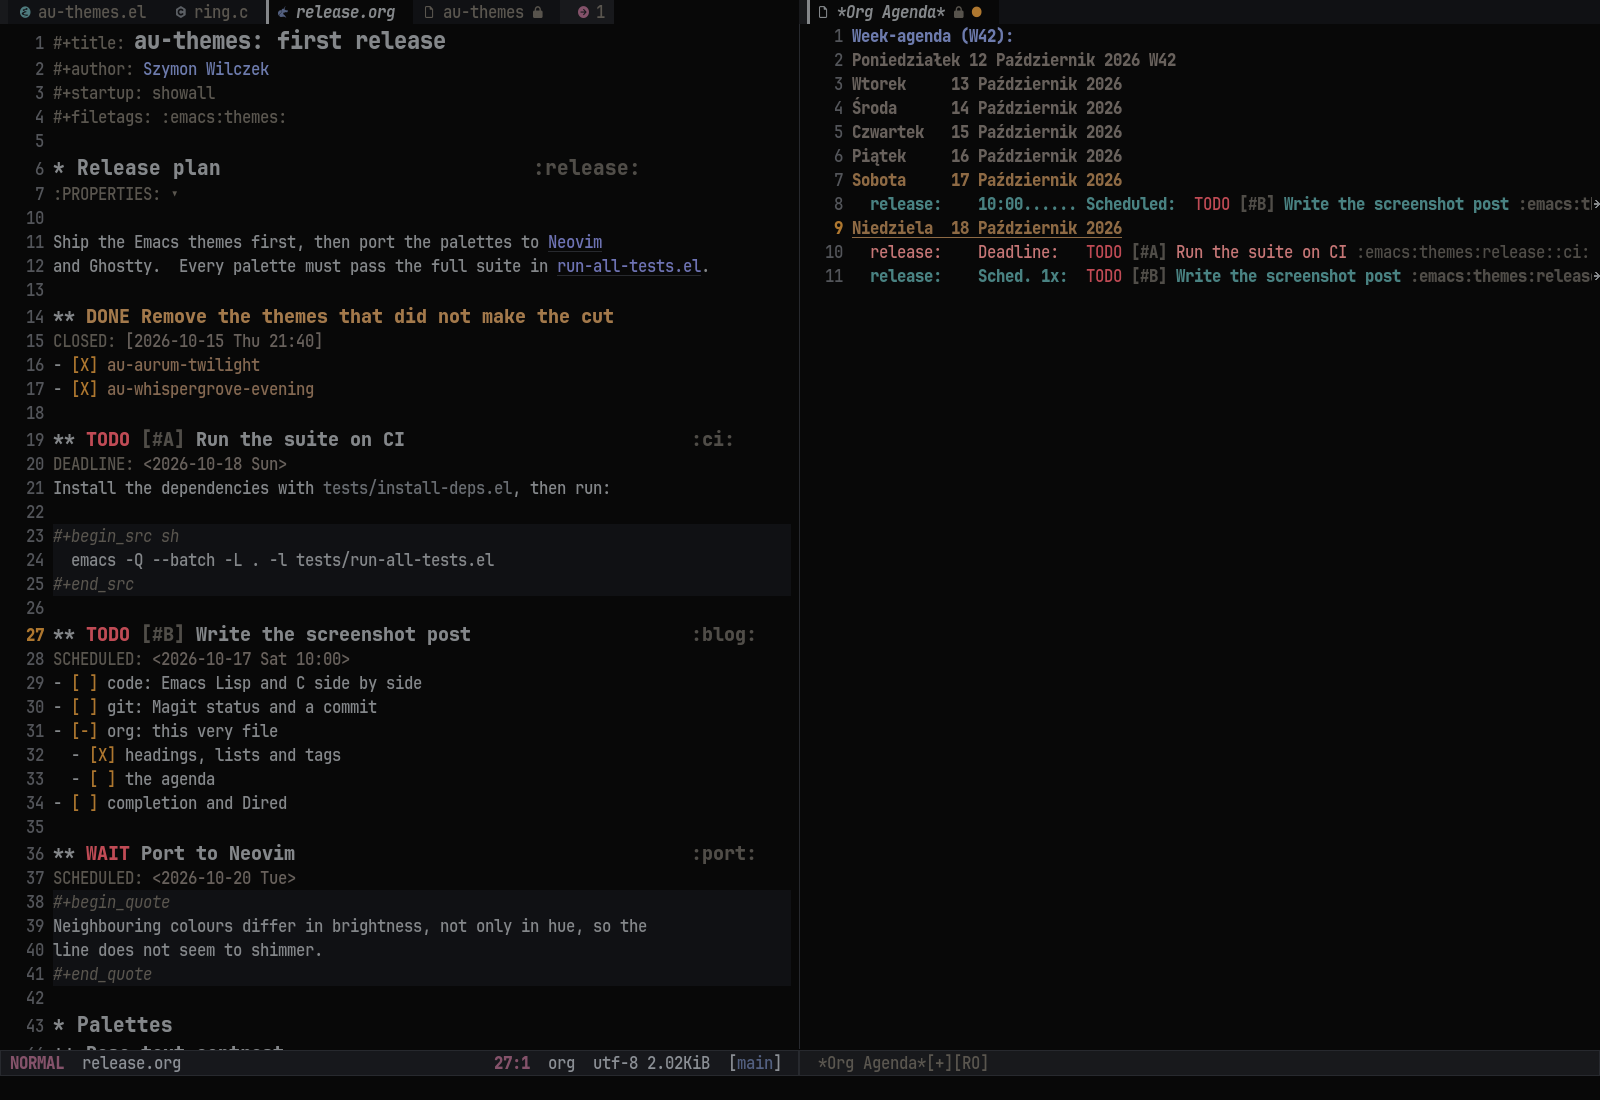 au-themes.el ring.c release.org au-themes 1
1 #+title: au-themes: first release
2 #+author: Szymon Wilczek
3 #+startup: showall
4 #+filetags: :emacs:themes:
5
6 * Release plan :release:
7 :PROPERTIES: ▾
10
11 Ship the Emacs themes first, then port the palettes to Neovim
12 and Ghostty.  Every palette must pass the full suite in run-all-tests.el.
13
14 ** DONE Remove the themes that did not make the cut
15 CLOSED: [2026-10-15 Thu 21:40]
16 - [X] au-aurum-twilight
17 - [X] au-whispergrove-evening
18
19 ** TODO [#A] Run the suite on CI :ci:
20 DEADLINE: <2026-10-18 Sun>
21 Install the dependencies with tests/install-deps.el, then run:
22
23 #+begin_src sh
24   emacs -Q --batch -L . -l tests/run-all-tests.el
25 #+end_src
26
27 ** TODO [#B] Write the screenshot post :blog:
28 SCHEDULED: <2026-10-17 Sat 10:00>
29 - [ ] code: Emacs Lisp and C side by side
30 - [ ] git: Magit status and a commit
31 - [-] org: this very file
32   - [X] headings, lists and tags
33   - [ ] the agenda
34 - [ ] completion and Dired
35
36 ** WAIT Port to Neovim :port:
37 SCHEDULED: <2026-10-20 Tue>
38 #+begin_quote
39 Neighbouring colours differ in brightness, not only in hue, so the
40 line does not seem to shimmer.
41 #+end_quote
42
43 * Palettes
NORMAL release.org 27:1 org utf-8 2.02KiB [main]
*Org Agenda*
1 Week-agenda (W42):
2 Poniedziałek 12 Październik 2026 W42
3 Wtorek 13 Październik 2026
4 Środa 14 Październik 2026
5 Czwartek 15 Październik 2026
6 Piątek 16 Październik 2026
7 Sobota 17 Październik 2026
8 release: 10:00...... Scheduled: TODO [#B] Write the screenshot post :emacs:t
9 Niedziela 18 Październik 2026
10 release: Deadline: TODO [#A] Run the suite on CI :emacs:themes:release::ci:
11 release: Sched. 1x: TODO [#B] Write the screenshot post :emacs:themes:releas
*Org Agenda*[+][RO]